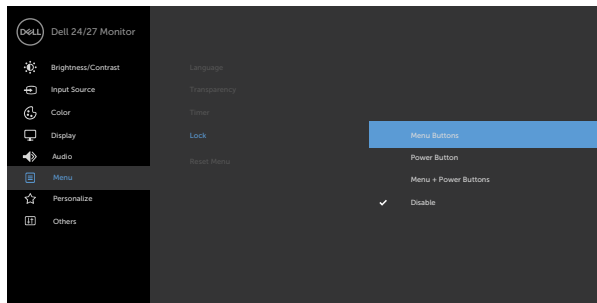 DELL
Dell 24/27 Monitor
Brightness/Contrast
Input Source
Color
Display
Audio
Menu
Personalize
Others
Language
Transparency
Timer
Lock
Reset Menu
Menu Buttons
Power Button
Menu + Power Buttons
Disable